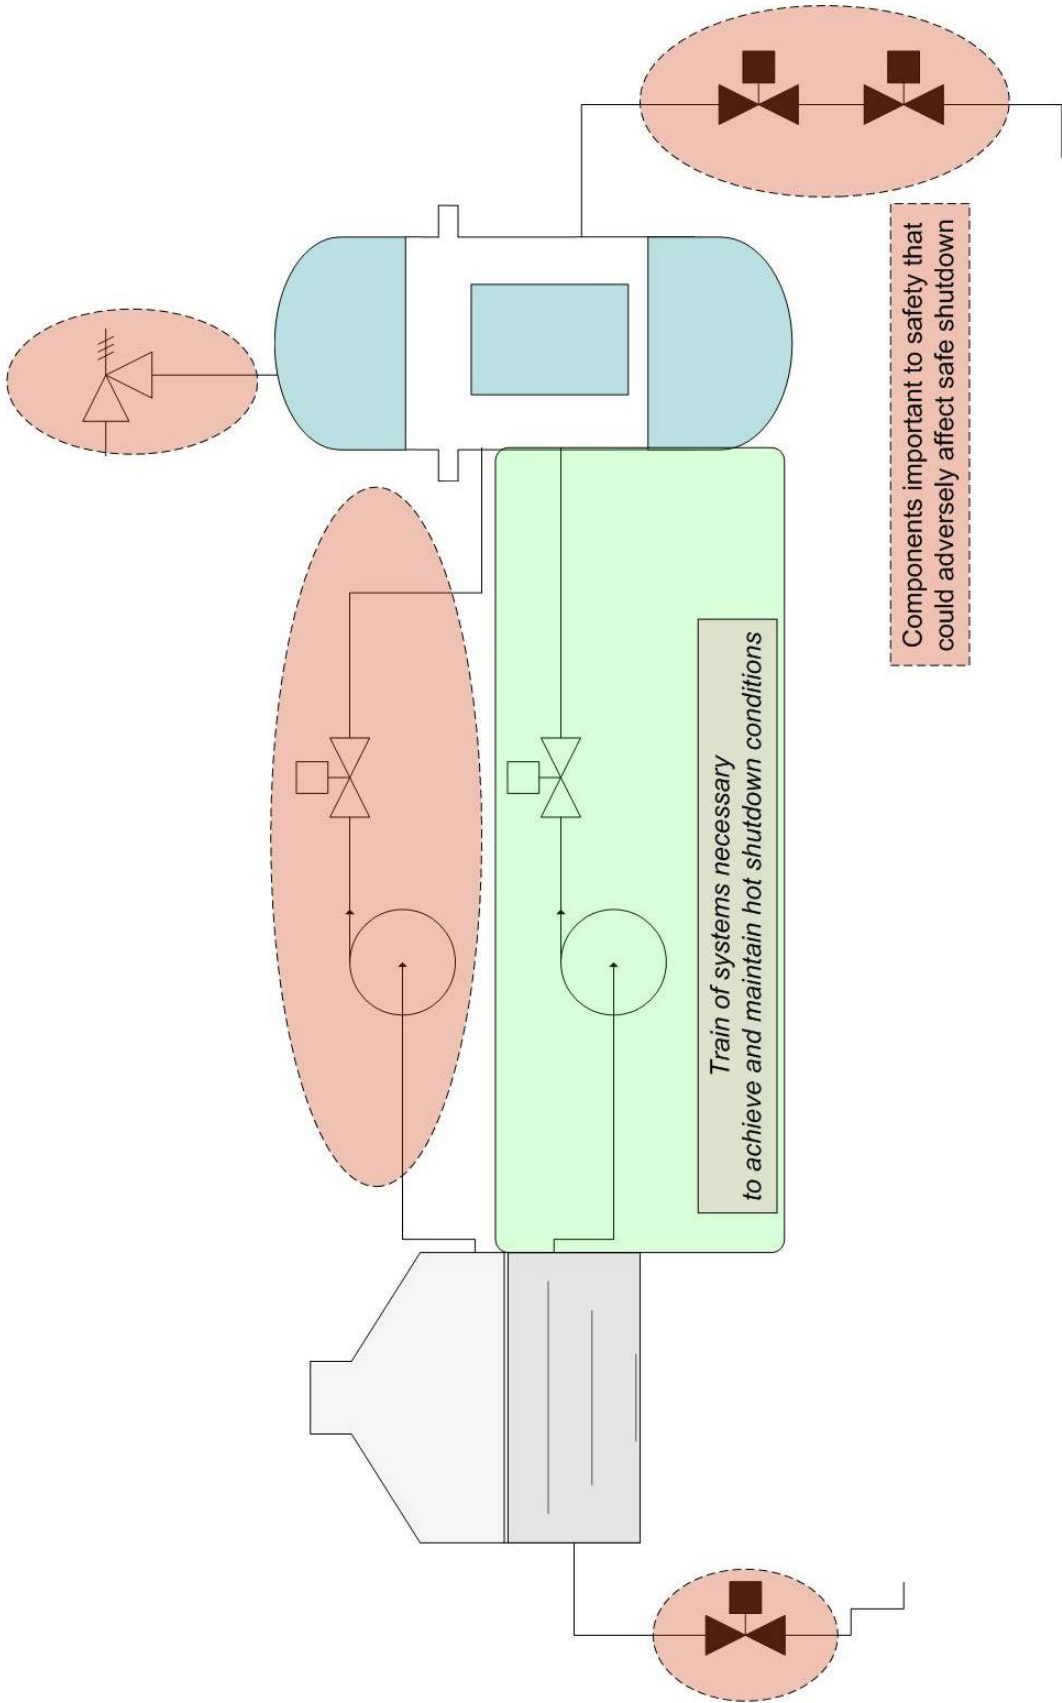 Train of systems necessary
to achieve and maintain hot shutdown conditions
Components important to safety that
could adversely affect safe shutdown